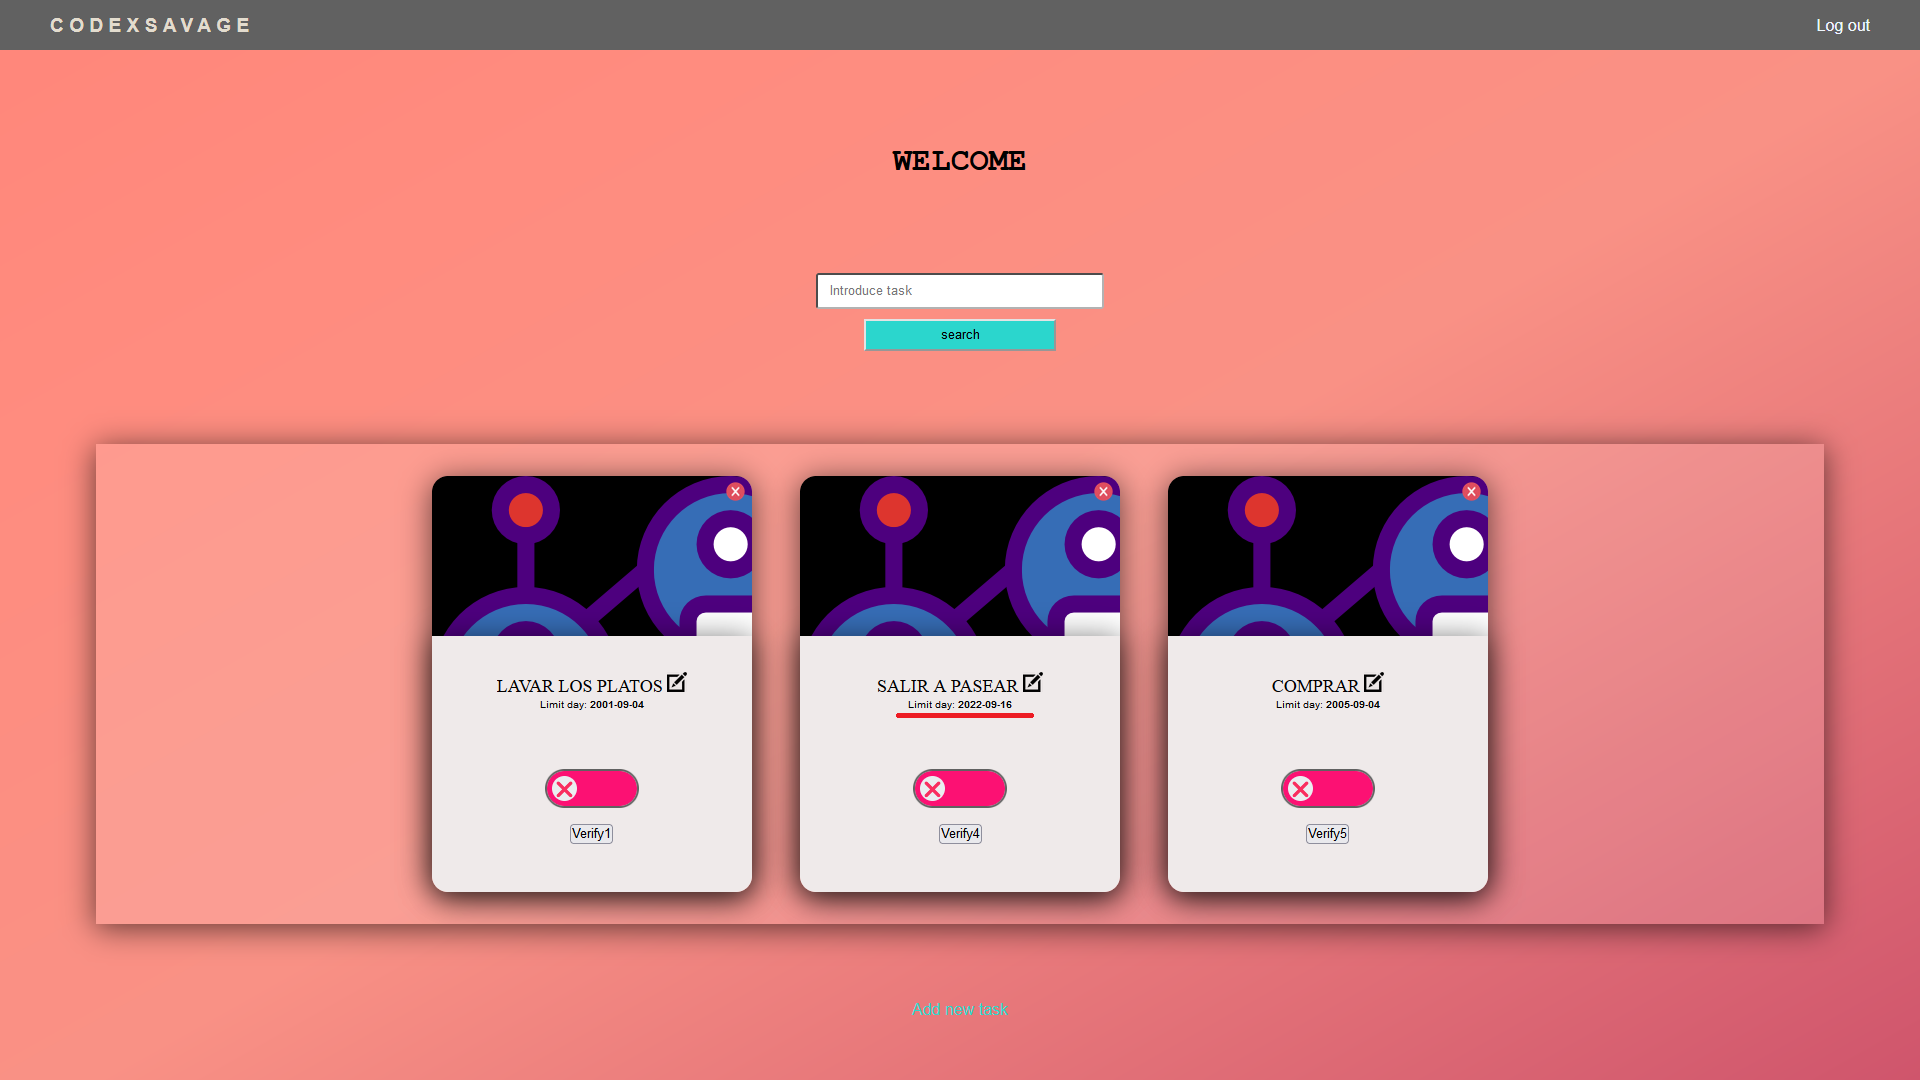 CODEXSAVAGE
Log out
WELCOME
Introduce task
search
LAVAR LOS PLATOS
Limit day: 2001-09-04
Verify1
SALIR A PASEAR
Limit day: 2022-09-16
Verify4
COMPRAR
Limit day: 2005-09-04
Verify5
Add new task